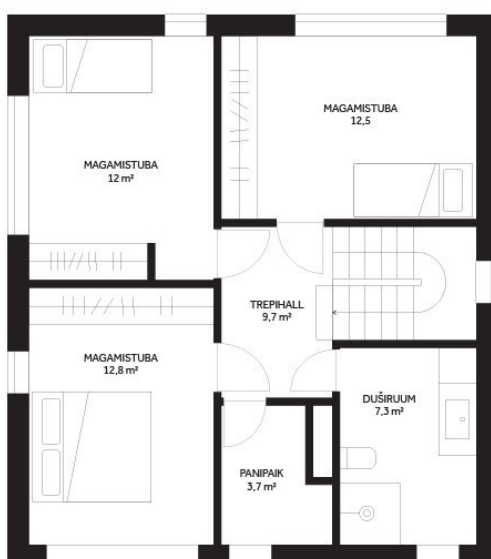 MAGAMISTUBA
12 m²
MAGAMISTUBA
12,5
TREPIHALL
9,7 m²
MAGAMISTUBA
12,8 m²
DUŠIRUUM
7,3 m²
PANIPAIK
3,7 m²